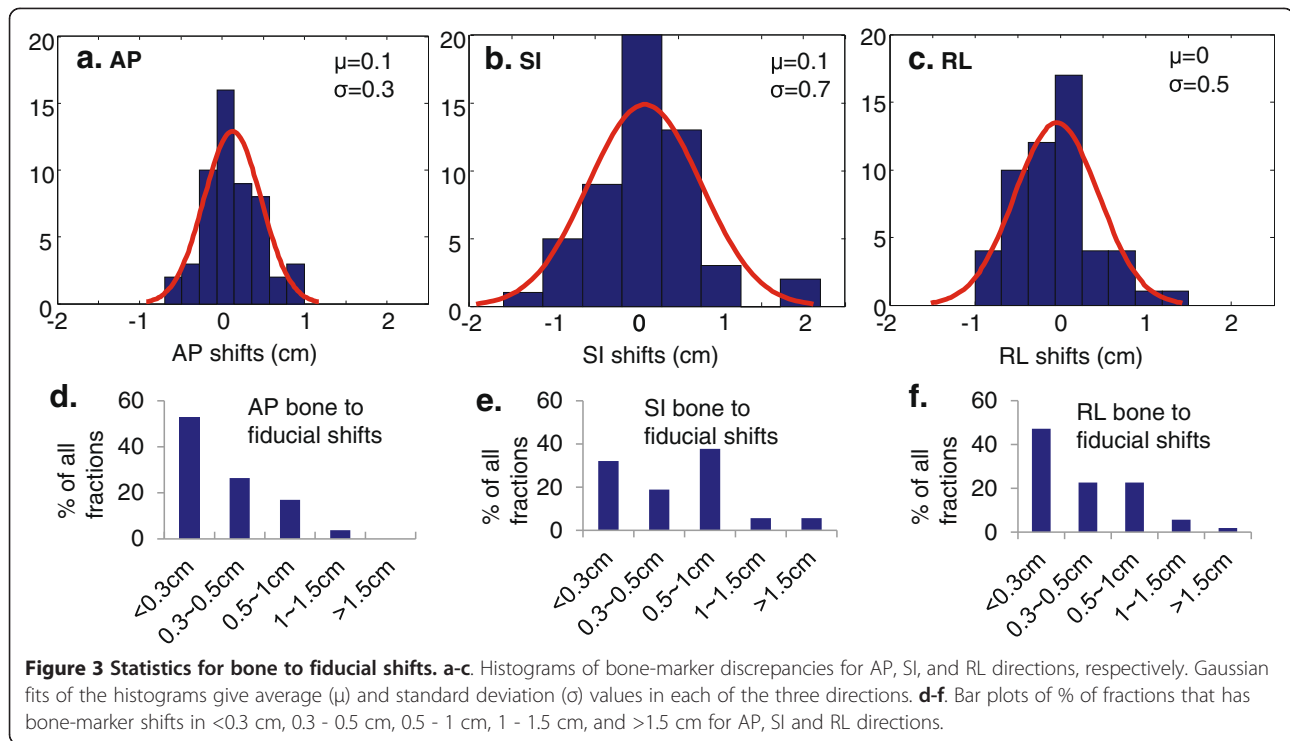 a. AP
μ=0.1
σ=0.3
20
15
10
5
0
-2 -1 0 1 2
AP shifts (cm)
b. SI
μ=0.1
σ=0.7
20
15
10
5
0
-2 -1 0 1 2
SI shifts (cm)
c. RL
μ=0
σ=0.5
20
15
10
5
0
-2 -1 0 1 2
RL shifts (cm)
d.
AP bone to
fiducial shifts
% of all
fractions
60
40
20
0
<0.3cm
0.3~0.5cm
0.5~1cm
1~1.5cm
>1.5cm
e.
SI bone to
fiducial shifts
% of all
fractions
60
40
20
0
<0.3cm
0.3~0.5cm
0.5~1cm
1~1.5cm
>1.5cm
f.
RL bone to
fiducial shifts
% of all
fractions
60
40
20
0
<0.3cm
0.3~0.5cm
0.5~1cm
1~1.5cm
>1.5cm
Figure 3 Statistics for bone to fiducial shifts. a-c. Histograms of bone-marker discrepancies for AP, SI, and RL directions, respectively. Gaussian
fits of the histograms give average (μ) and standard deviation (σ) values in each of the three directions. d-f. Bar plots of % of fractions that has
bone-marker shifts in <0.3 cm, 0.3 - 0.5 cm, 0.5 - 1 cm, 1 - 1.5 cm, and >1.5 cm for AP, SI and RL directions.